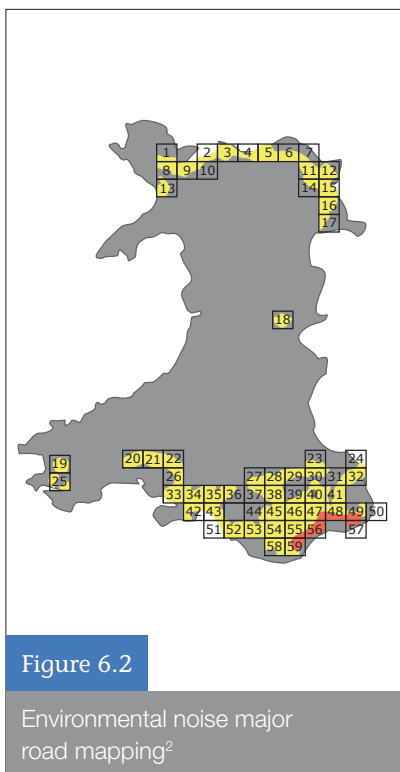 1 2 3 4 5 6 7
8 9 10 11 12
13 14 15
16
17
18
19 20 21 22 23 24
25 26 27 28 29 30 31 32
33 34 35 36 37 38 39 40 41
42 43 44 45 46 47 48 49 50
51 52 53 54 55 56 57
58 59
Figure 6.2
Environmental noise major
road mapping²